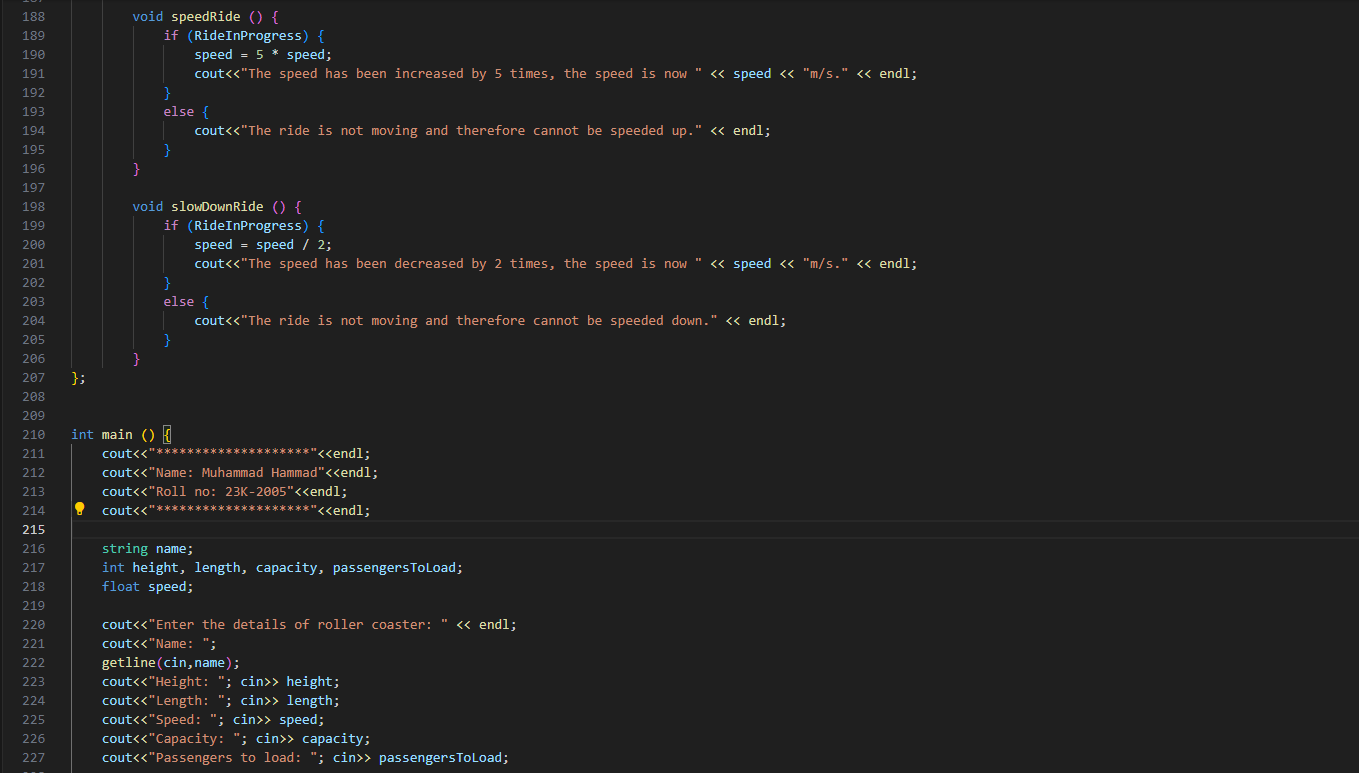 188 void speedRide () {
189 if (RideInProgress) {
190 speed = 5 * speed;
191 cout<<"The speed has been increased by 5 times, the speed is now " << speed << "m/s." << endl;
192 }
193 else {
194 cout<<"The ride is not moving and therefore cannot be speeded up." << endl;
195 }
196 }
197
198 void slowDownRide () {
199 if (RideInProgress) {
200 speed = speed / 2;
201 cout<<"The speed has been decreased by 2 times, the speed is now " << speed << "m/s." << endl;
202 }
203 else {
204 cout<<"The ride is not moving and therefore cannot be speeded down." << endl;
205 }
206 }
207 };
208
209
210 int main () {
211 cout<<"********************"<<endl;
212 cout<<"Name: Muhammad Hammad"<<endl;
213 cout<<"Roll no: 23K-2005"<<endl;
214 cout<<"********************"<<endl;
215
216 string name;
217 int height, length, capacity, passengersToLoad;
218 float speed;
219
220 cout<<"Enter the details of roller coaster: " << endl;
221 cout<<"Name: ";
222 getline(cin,name);
223 cout<<"Height: "; cin>> height;
224 cout<<"Length: "; cin>> length;
225 cout<<"Speed: "; cin>> speed;
226 cout<<"Capacity: "; cin>> capacity;
227 cout<<"Passengers to load: "; cin>> passengersToLoad;